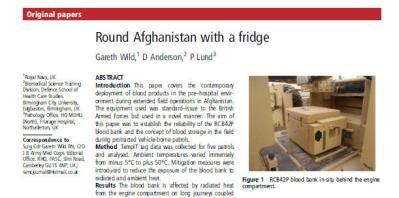 Original papers
Round Afghanistan with a fridge
Gareth Wild,¹ D Anderson,² P Lund³
¹Royal Navy, UK
²Biomedical Science Training
Division, Defence School of
Health Care Studies,
Birmingham City University,
Edgbaston, Birmingham, UK
³Pathology Office, HQ MDHU
(North), Friarage Hospital,
Northallerton, UK
Correspondence to
Surg Cdr Gareth Wild RN, C/O
J R Army Med Corps Editorial
Office, RHQ, FASC, Slim Road,
Camberley GU15 4NP, UK;
ramcjournal@hotmail.co.uk
ABSTRACT
Introduction This paper covers the contemporary
deployment of blood products in the pre-hospital envir-
onment during extended field operations in Afghanistan.
The equipment used was standard-issue to the British
Armed Forces but used in a novel manner. The aim of
this paper was to establish the reliability of the RCB42P
blood bank and the concept of blood storage in the field
during protracted vehicle-borne patrols.
Method TempIT tag data was collected for five patrols
and analysed. Ambient temperatures varied immensely
from minus 5°C to plus 50°C. Mitigation measures were
introduced to reduce the exposure of the blood bank to
radiated and ambient heat.
Results The blood bank is affected by radiated heat
from the engine compartment on long journeys coupled
Figure 1 RCB42P blood bank in-situ behind the engine
compartment.